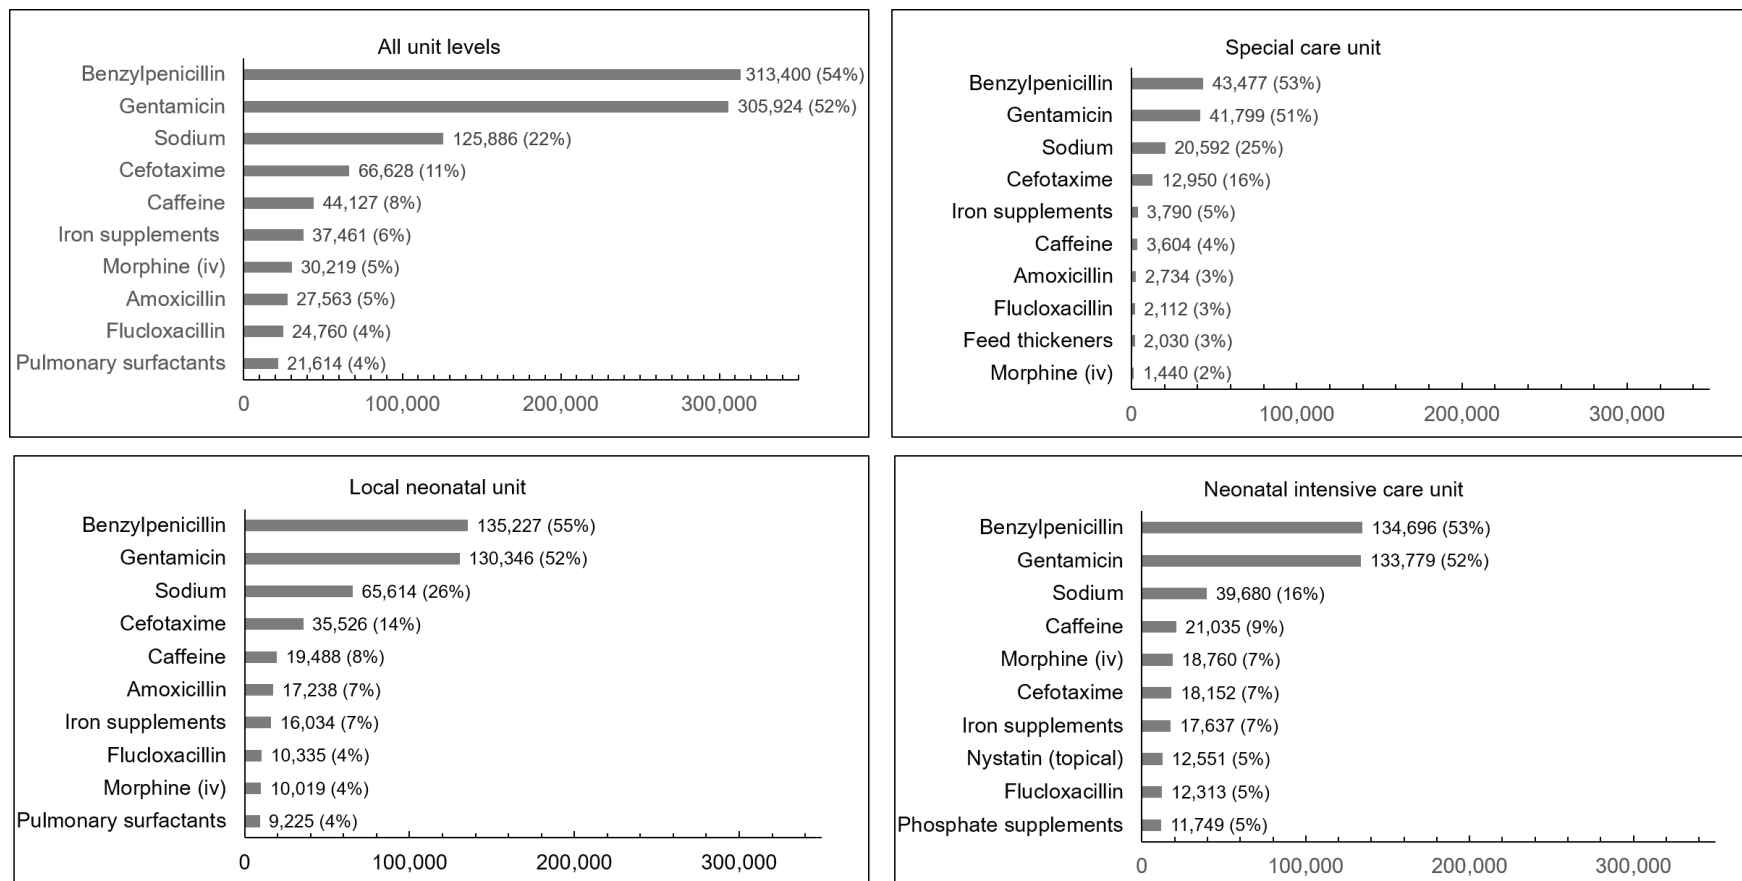 All unit levels
Benzylpenicillin 313,400 (54%)
Gentamicin 305,924 (52%)
Sodium 125,886 (22%)
Cefotaxime 66,628 (11%)
Caffeine 44,127 (8%)
Iron supplements 37,461 (6%)
Morphine (iv) 30,219 (5%)
Amoxicillin 27,563 (5%)
Flucloxacillin 24,760 (4%)
Pulmonary surfactants 21,614 (4%)
0 100,000 200,000 300,000
Special care unit
Benzylpenicillin 43,477 (53%)
Gentamicin 41,799 (51%)
Sodium 20,592 (25%)
Cefotaxime 12,950 (16%)
Iron supplements 3,790 (5%)
Caffeine 3,604 (4%)
Amoxicillin 2,734 (3%)
Flucloxacillin 2,112 (3%)
Feed thickeners 2,030 (3%)
Morphine (iv) 1,440 (2%)
0 100,000 200,000 300,000
Local neonatal unit
Benzylpenicillin 135,227 (55%)
Gentamicin 130,346 (52%)
Sodium 65,614 (26%)
Cefotaxime 35,526 (14%)
Caffeine 19,488 (8%)
Amoxicillin 17,238 (7%)
Iron supplements 16,034 (7%)
Flucloxacillin 10,335 (4%)
Morphine (iv) 10,019 (4%)
Pulmonary surfactants 9,225 (4%)
0 100,000 200,000 300,000
Neonatal intensive care unit
Benzylpenicillin 134,696 (53%)
Gentamicin 133,779 (52%)
Sodium 39,680 (16%)
Caffeine 21,035 (9%)
Morphine (iv) 18,760 (7%)
Cefotaxime 18,152 (7%)
Iron supplements 17,637 (7%)
Nystatin (topical) 12,551 (5%)
Flucloxacillin 12,313 (5%)
Phosphate supplements 11,749 (5%)
0 100,000 200,000 300,000